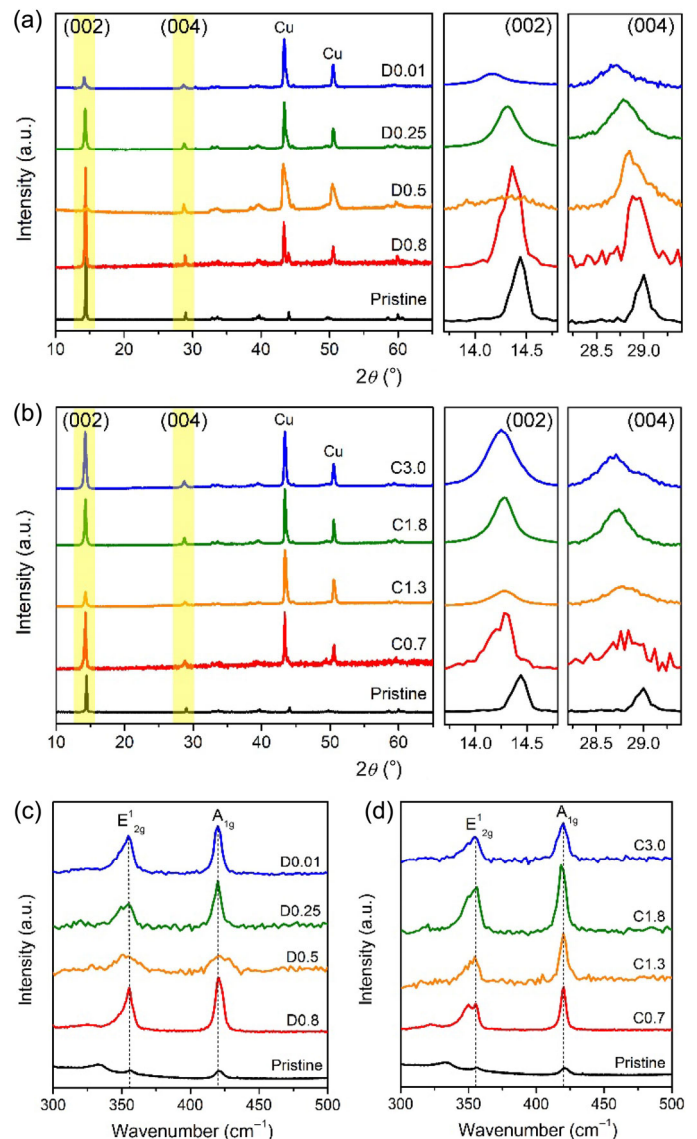 (a)
(002) (004) Cu Cu (002) (004)
D0.01
D0.25
D0.5
D0.8
Pristine
Intensity (a.u.)
10 20 30 40 50 60 14.0 14.5 28.5 29.0
2θ (°)
(b)
(002) (004) Cu Cu (002) (004)
C3.0
C1.8
C1.3
C0.7
Pristine
Intensity (a.u.)
10 20 30 40 50 60 14.0 14.5 28.5 29.0
2θ (°)
(c)
E¹₂g A₁g
D0.01
D0.25
D0.5
D0.8
Pristine
Intensity (a.u.)
300 350 400 450 500
Wavenumber (cm⁻¹)
(d)
E¹₂g A₁g
C3.0
C1.8
C1.3
C0.7
Pristine
Intensity (a.u.)
300 350 400 450 500
Wavenumber (cm⁻¹)